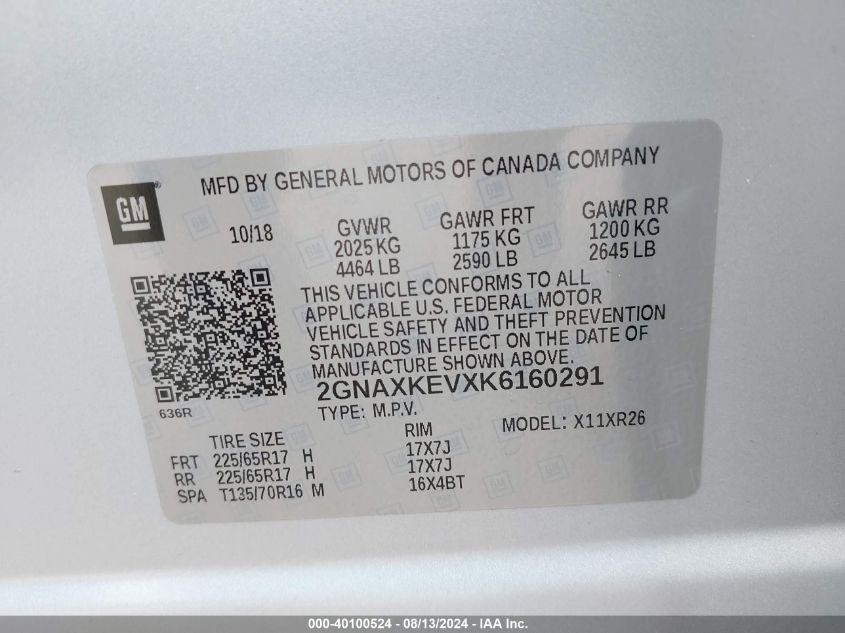 GM
MFD BY GENERAL MOTORS OF CANADA COMPANY
10/18
GVWR GAWR FRT GAWR RR
2025 KG 1175 KG 1200 KG
4464 LB 2590 LB 2645 LB
THIS VEHICLE CONFORMS TO ALL
APPLICABLE U.S. FEDERAL MOTOR
VEHICLE SAFETY AND THEFT PREVENTION
STANDARDS IN EFFECT ON THE DATE OF
MANUFACTURE SHOWN ABOVE.
2GNAXKEVXK6160291
636R
TYPE: M.P.V. MODEL: X11XR26
TIRE SIZE RIM
FRT 225/65R17 H 17X7J
RR 225/65R17 H 17X7J
SPA T135/70R16 M 16X4BT
000-40100524 - 08/13/2024 - IAA Inc.